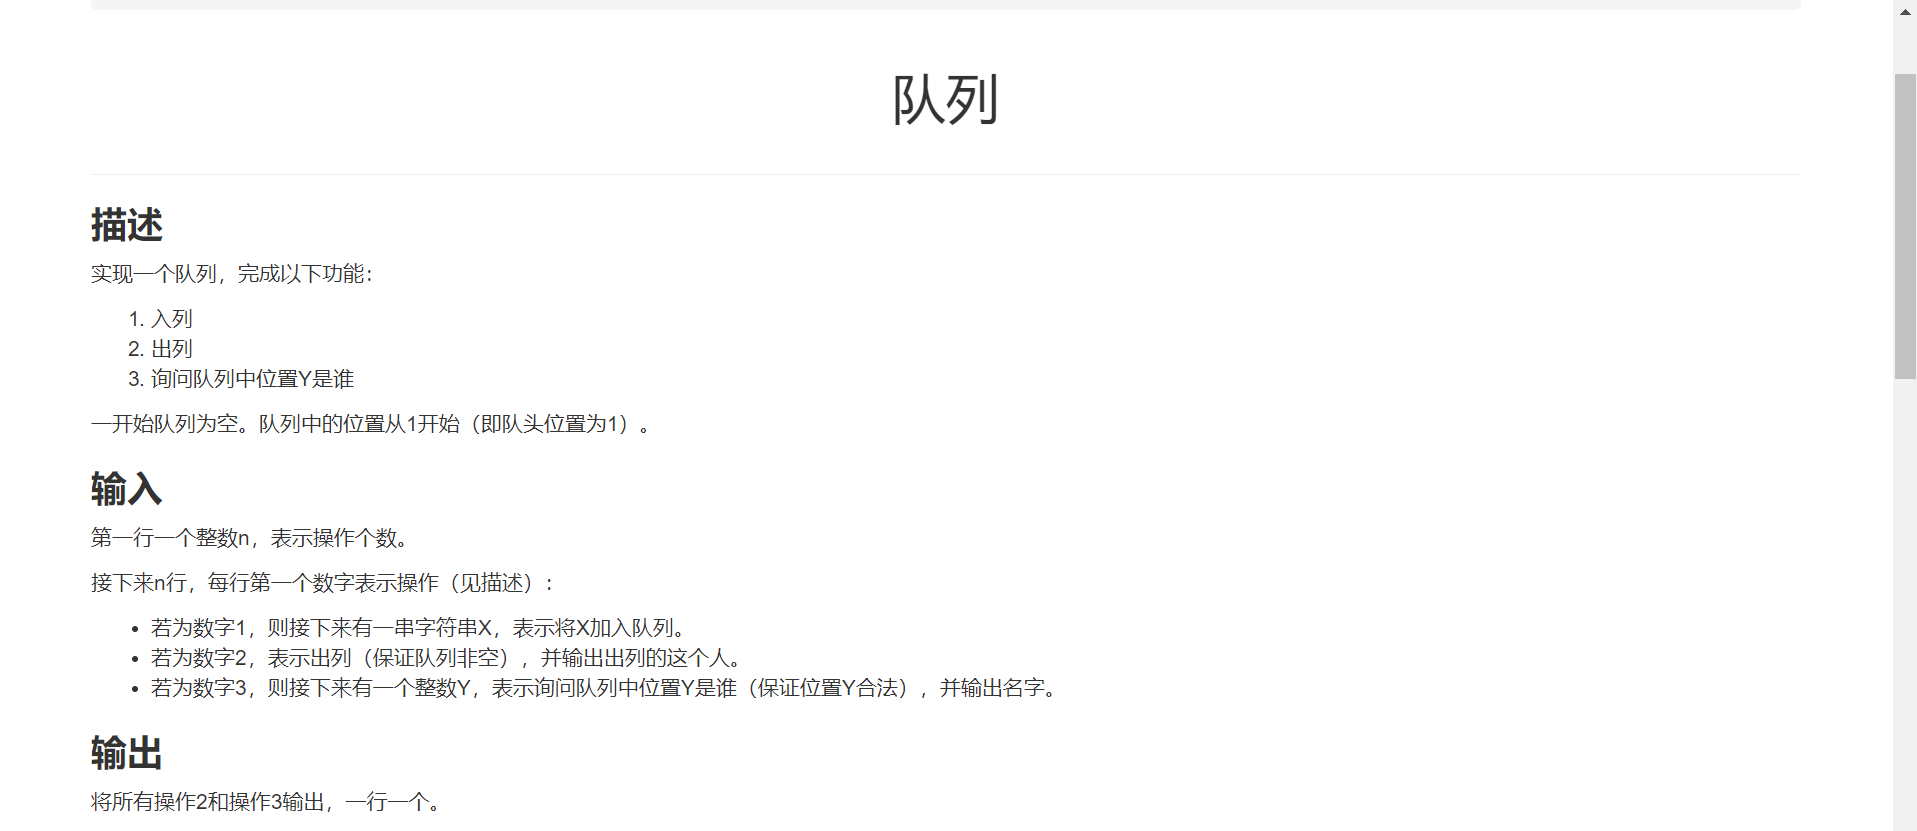 队列
描述
实现一个队列，完成以下功能：
1. 入列
2. 出列
3. 询问队列中位置Y是谁
一开始队列为空。队列中的位置从1开始（即队头位置为1）。
输入
第一行一个整数n，表示操作个数。
接下来n行，每行第一个数字表示操作（见描述）：
• 若为数字1，则接下来有一串字符串X，表示将X加入队列。
• 若为数字2，表示出列（保证队列非空），并输出出列的这个人。
• 若为数字3，则接下来有一个整数Y，表示询问队列中位置Y是谁（保证位置Y合法），并输出名字。
输出
将所有操作2和操作3输出，一行一个。